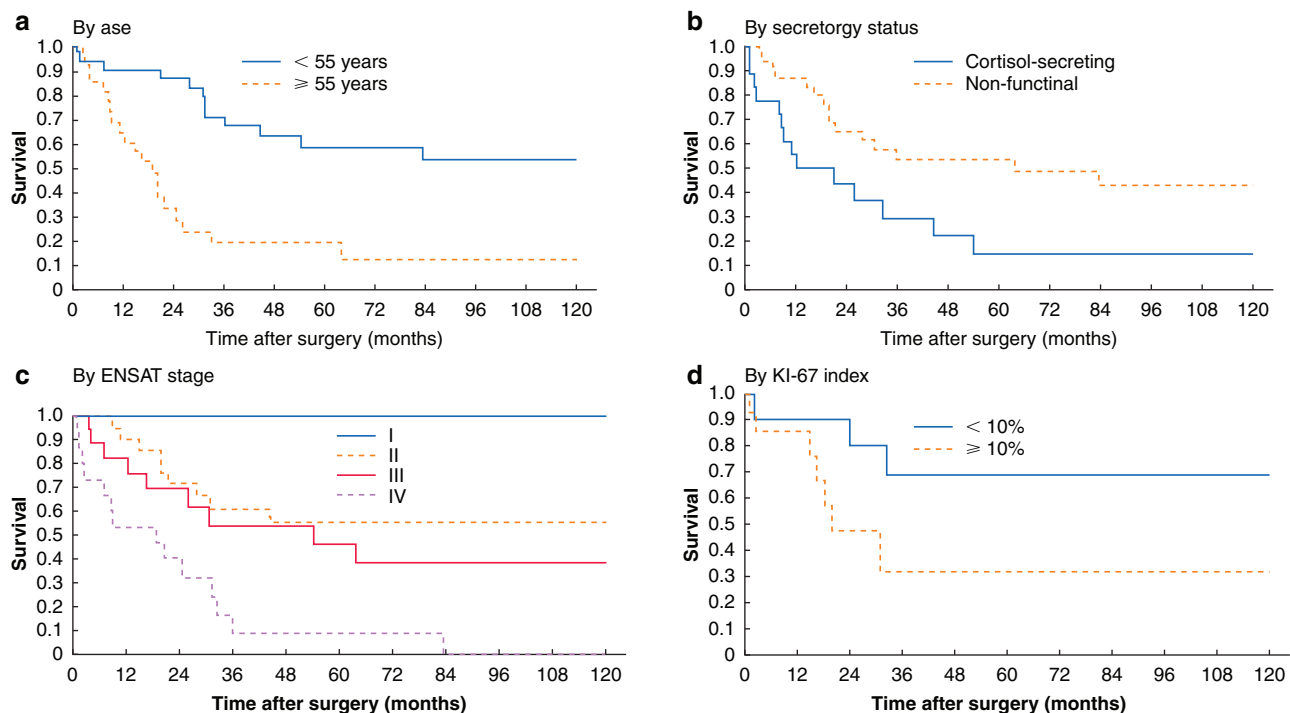 a By ase
1.0
0.9
0.8
0.7
0.6
0.5
0.4
0.3
0.2
0.1
0
Survival
< 55 years
⩾ 55 years
0 12 24 36 48 60 72 84 96 108 120
Time after surgery (months)
b By secretorgy status
1.0
0.9
0.8
0.7
0.6
0.5
0.4
0.3
0.2
0.1
0
Survival
Cortisol-secreting
Non-functinal
0 12 24 36 48 60 72 84 96 108 120
Time after surgery (months)
c By ENSAT stage
1.0
0.9
0.8
0.7
0.6
0.5
0.4
0.3
0.2
0.1
0
Survival
I
II
III
IV
0 12 24 36 48 60 72 84 96 108 120
Time after surgery (months)
d By KI-67 index
1.0
0.9
0.8
0.7
0.6
0.5
0.4
0.3
0.2
0.1
0
Survival
< 10%
⩾ 10%
0 12 24 36 48 60 72 84 96 108 120
Time after surgery (months)